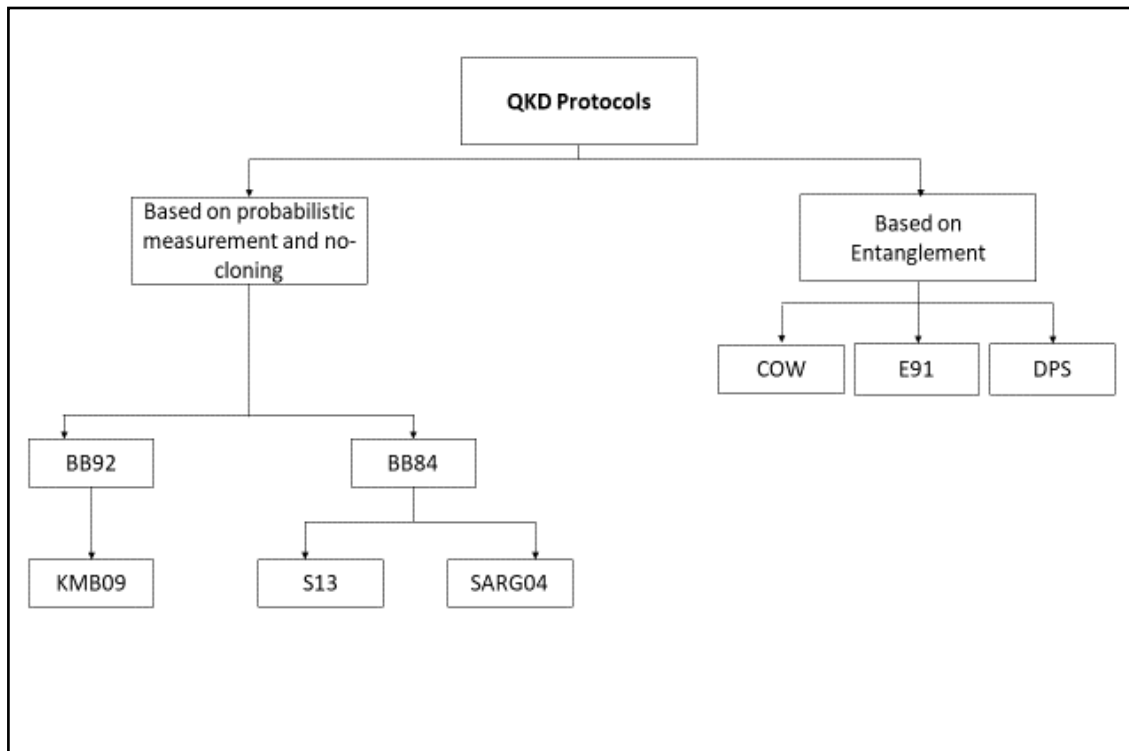 QKD Protocols
Based on probabilistic
measurement and no-
cloning
Based on
Entanglement
COW
E91
DPS
BB92
BB84
KMB09
S13
SARG04